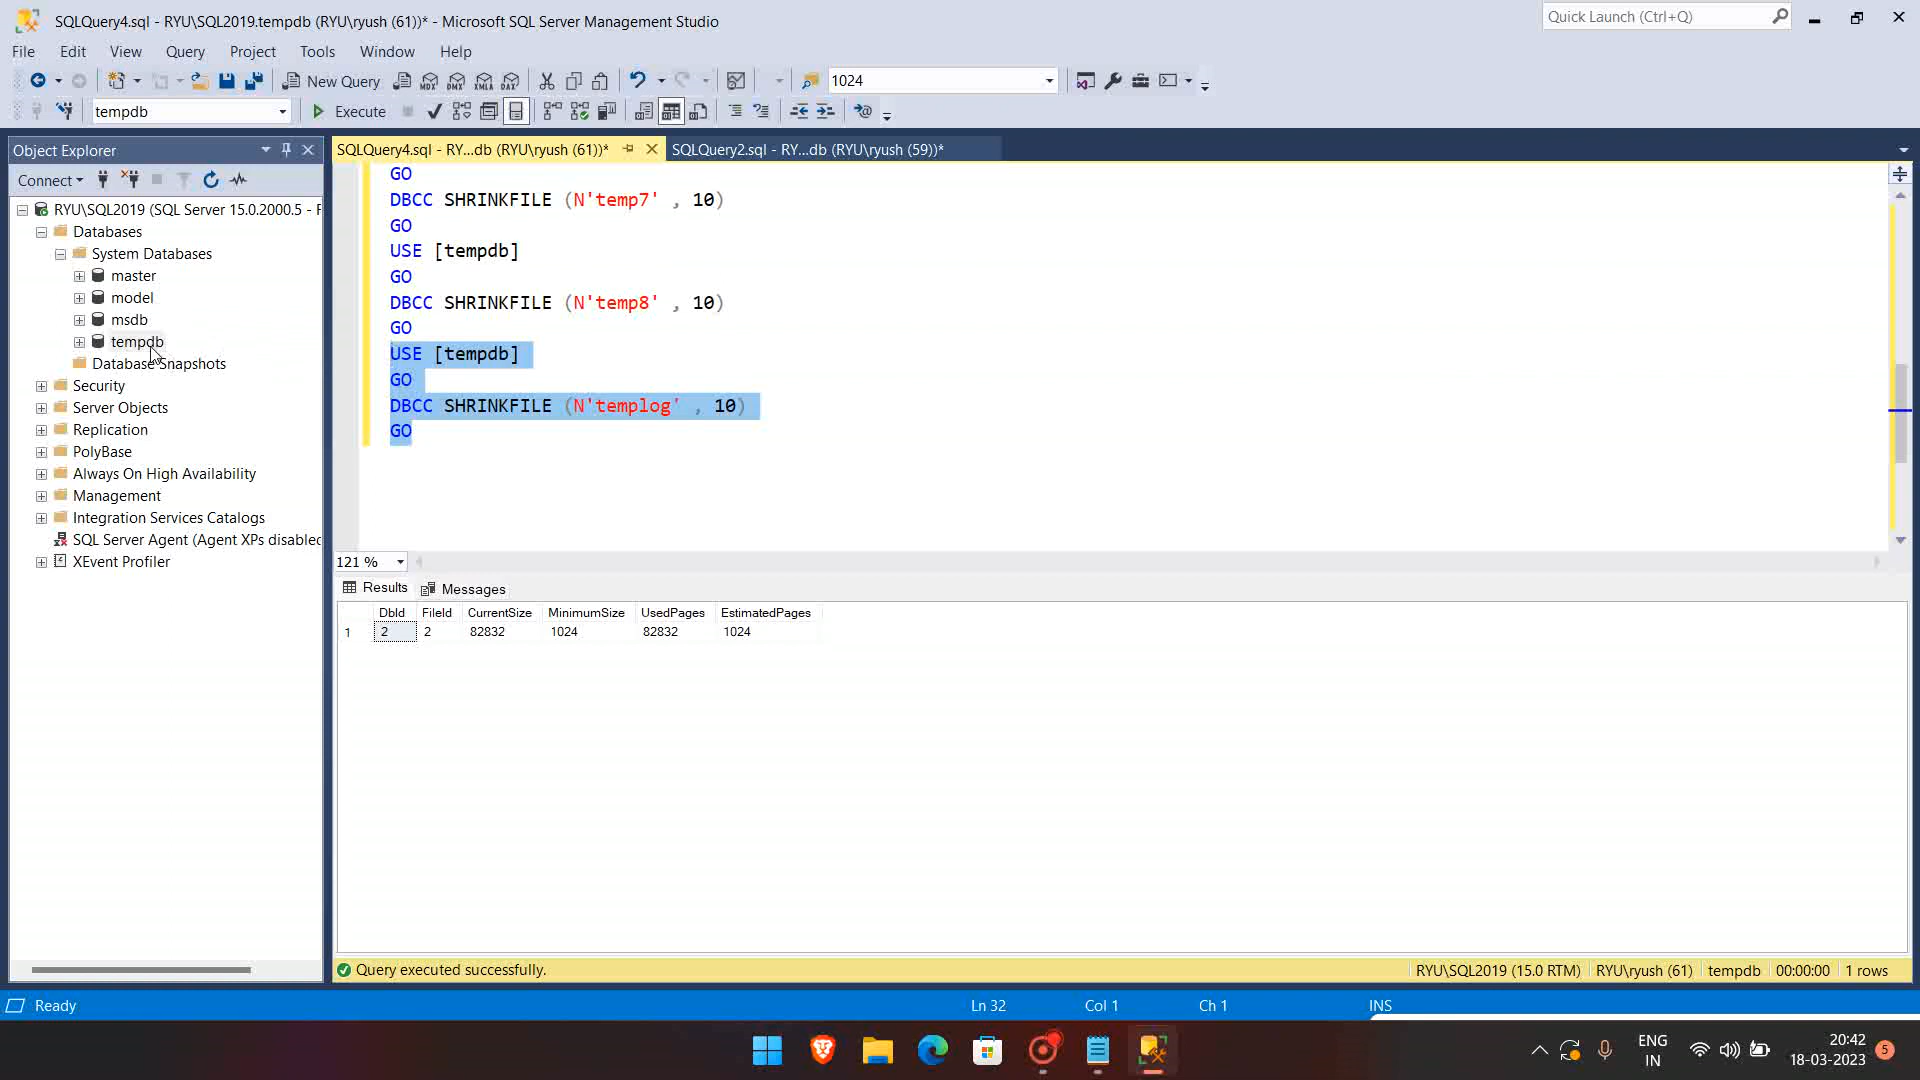 SQLQuery4.sql - RYU\SQL2019.tempdb (RYU\ryush (61))* - Microsoft SQL Server Management Studio
Quick Launch (Ctrl+Q)
File Edit View Query Project Tools Window Help
New Query MDX DMX XMLA DAX 1024
tempdb Execute
Object Explorer
SQLQuery4.sql - RY...db (RYU\ryush (61))*
SQLQuery2.sql - RY...db (RYU\ryush (59))*
Connect
RYU\SQL2019 (SQL Server 15.0.2000.5 - F
Databases
System Databases
master
model
msdb
tempdb
Database Snapshots
Security
Server Objects
Replication
PolyBase
Always On High Availability
Management
Integration Services Catalogs
SQL Server Agent (Agent XPs disabled
XEvent Profiler
GO
DBCC SHRINKFILE (N'temp7' , 10)
GO
USE [tempdb]
GO
DBCC SHRINKFILE (N'temp8' , 10)
GO
USE [tempdb]
GO
DBCC SHRINKFILE (N'templog' , 10)
GO
121 %
Results Messages
DbId FileId CurrentSize MinimumSize UsedPages EstimatedPages
1 2 2 82832 1024 82832 1024
Query executed successfully.
RYU\SQL2019 (15.0 RTM) RYU\ryush (61) tempdb 00:00:00 1 rows
Ready Ln 32 Col 1 Ch 1 INS
ENG
IN
20:42
18-03-2023
5